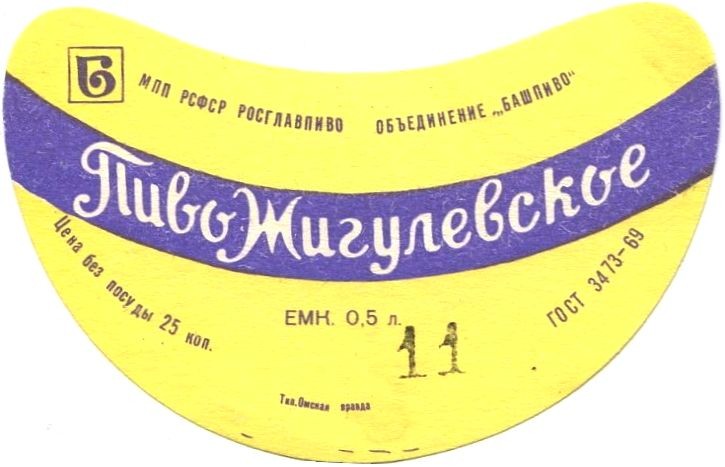 Б
МПП РСФСР РОСГЛАВПИВО ОБЪЕДИНЕНИЕ „БАШПИВО“
Пиво Жигулевское
Цена без посуды 25 коп.
ЕМК. 0,5 л.
ГОСТ 3473-69
11
Тип. Омская правда